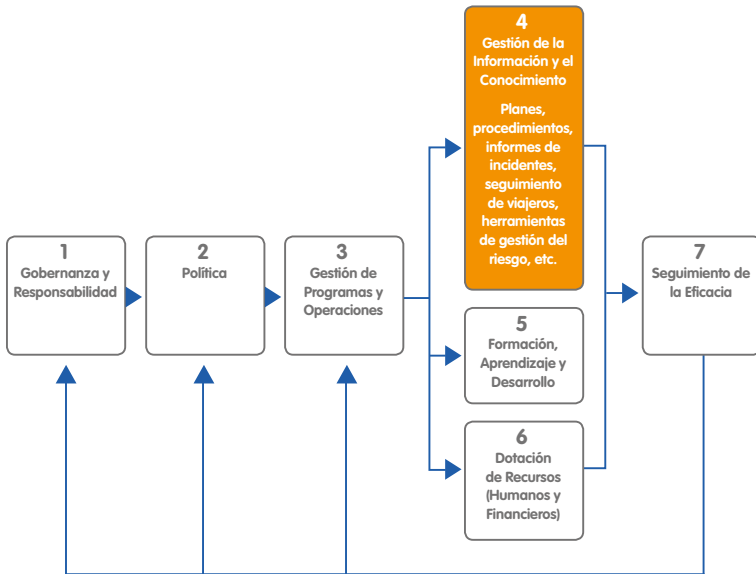 1
Gobernanza y
Responsabilidad
2
Política
3
Gestión de
Programas y
Operaciones
4
Gestión de la
Información y el
Conocimiento
Planes,
procedimientos,
informes de
incidentes,
seguimiento
de viajeros,
herramientas
de gestión del
riesgo, etc.
5
Formación,
Aprendizaje y
Desarrollo
6
Dotación
de Recursos
(Humanos y
Financieros)
7
Seguimiento de
la Eficacia